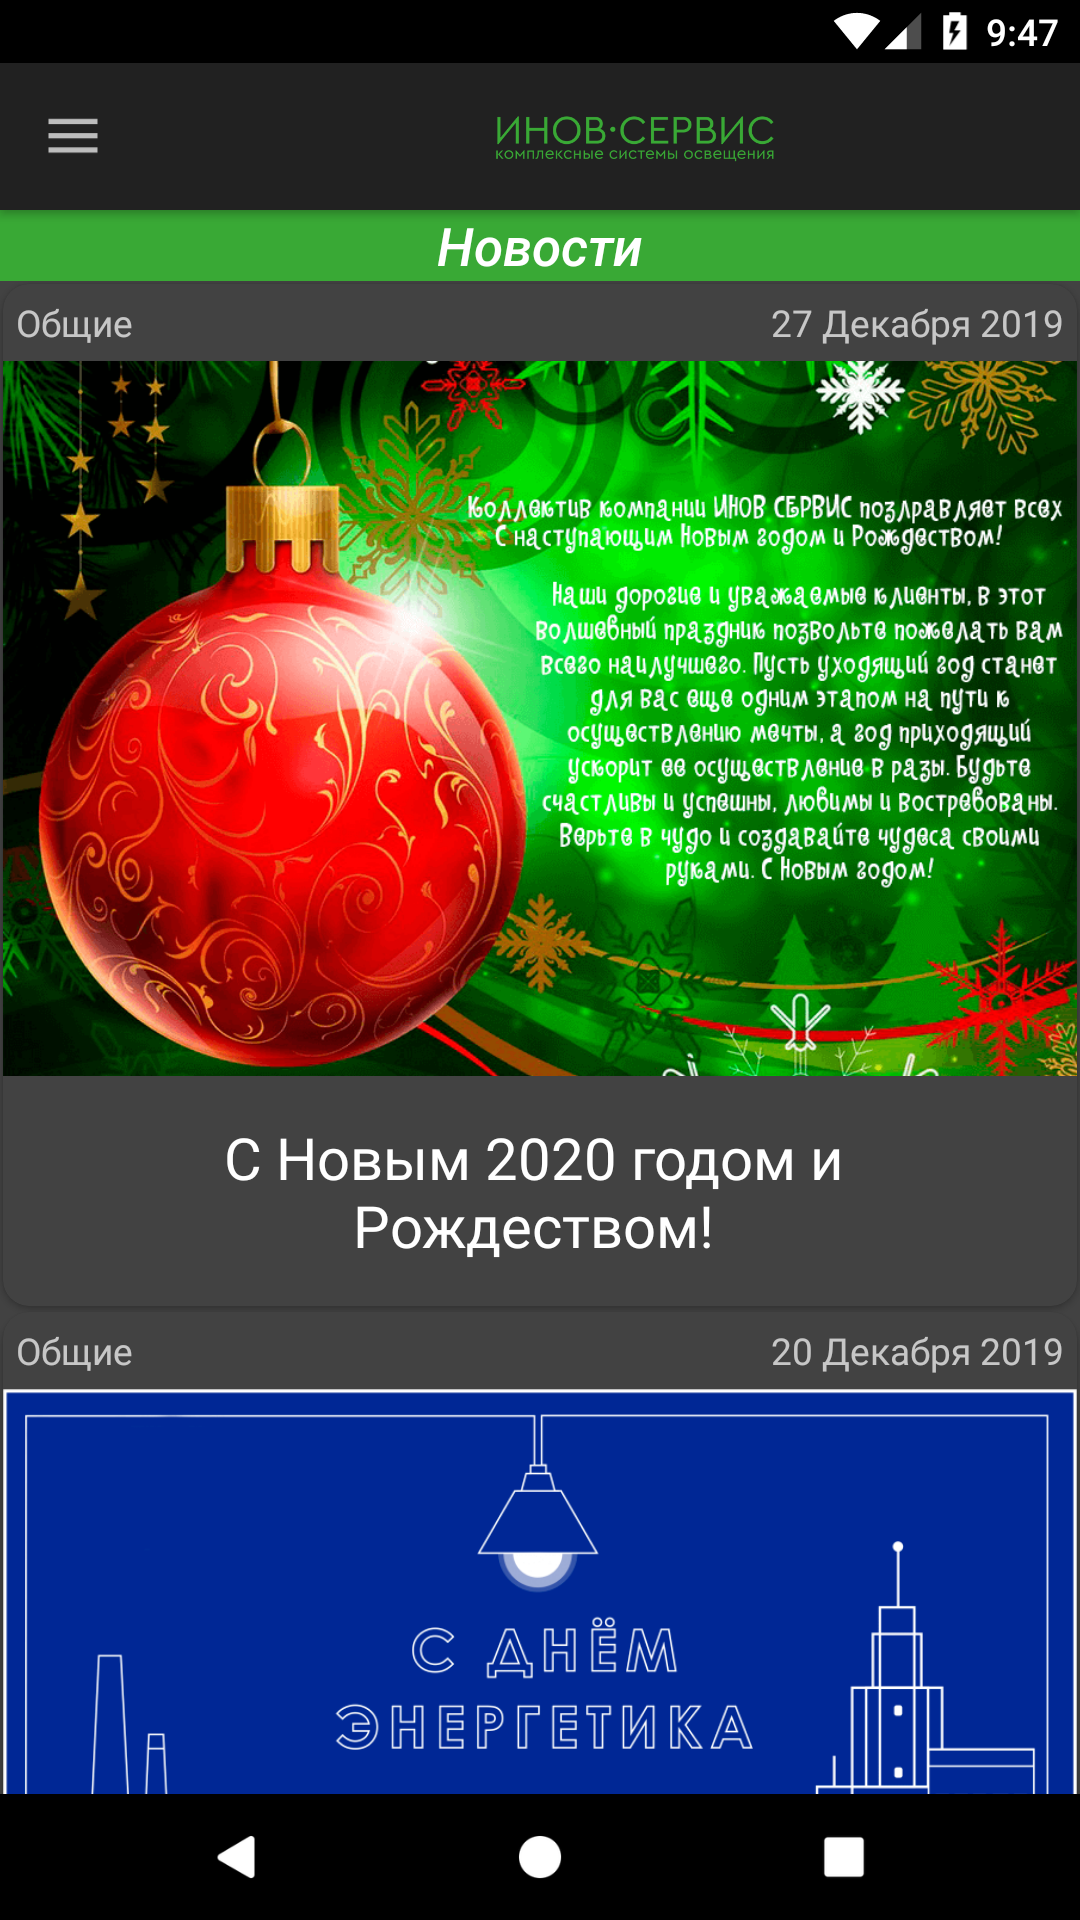 9:47
ИНОВ·СЕРВИС
комплексные системы освещения
Новости
Общие
27 Декабря 2019
Коллектив компании ИНОВ СЕРВИС поздравляет всех
С наступающим Новым годом и Рождеством!
Наши дорогие и уважаемые клиенты, в этот
волшебный праздник позвольте пожелать вам
всего наилучшего. Пусть уходящий год станет
для вас еще одним этапом на пути к
осуществлению мечты, а год приходящий
ускорит ее осуществление в разы. Будьте
счастливы и успешны, любимы и востребованы.
Верьте в чудо и создавайте чудеса своими
руками. С Новым годом!
С Новым 2020 годом и
Рождеством!
Общие
20 Декабря 2019
С ДНЁМ
ЭНЕРГЕТИКА